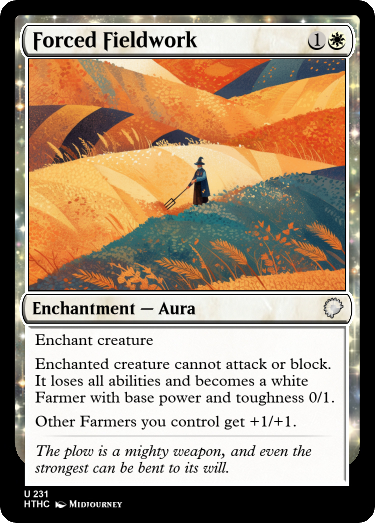 Forced Fieldwork 1
Enchantment — Aura
Enchant creature
Enchanted creature cannot attack or block.
It loses all abilities and becomes a white
Farmer with base power and toughness 0/1.
Other Farmers you control get +1/+1.
The plow is a mighty weapon, and even the
strongest can be bent to its will.
U 231
HTHC Midjourney